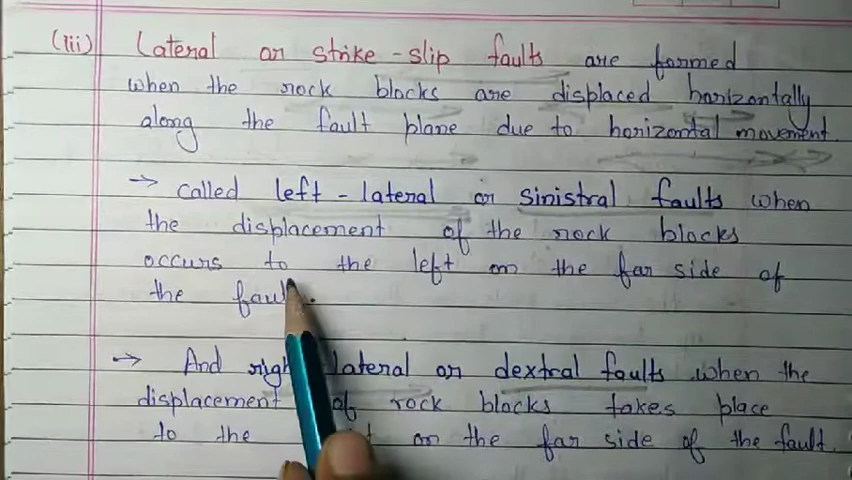 (iii) Lateral or strike-slip faults are formed
when the rock blocks are displaced horizontally
along the fault plane due to horizontal movement.
→ called left-lateral or sinistral faults when
the displacement of the rock blocks
occurs to the left on the far side of
the
→ And lateral or dextral faults when the
displacement of rock blocks takes place
to the on the far side of the fault.